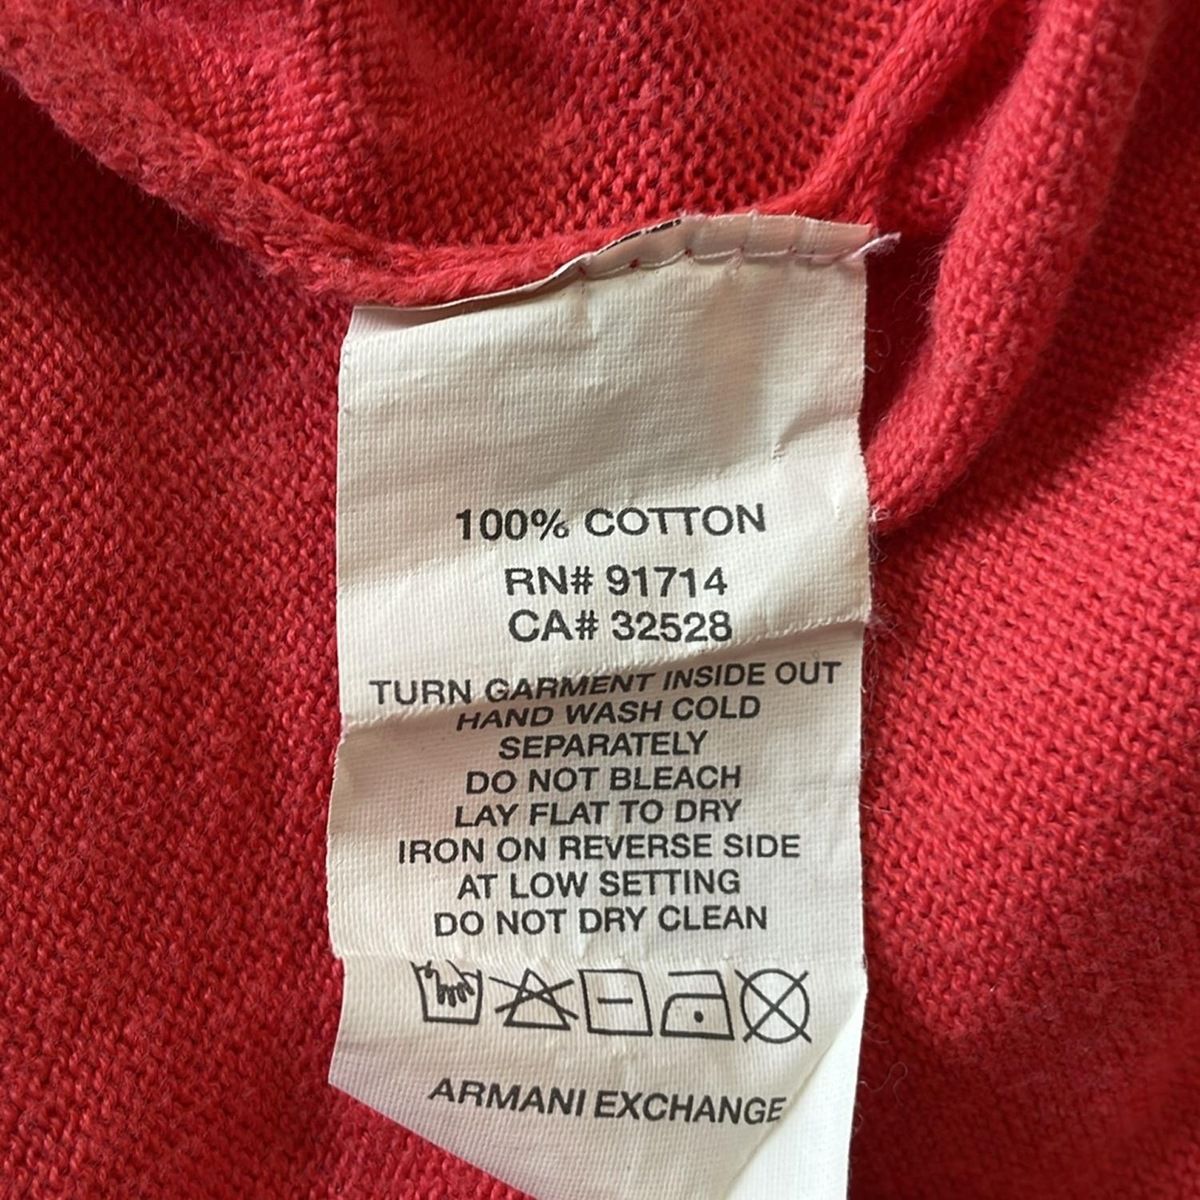 100% COTTON
RN# 91714
CA# 32528
TURN GARMENT INSIDE OUT
HAND WASH COLD
SEPARATELY
DO NOT BLEACH
LAY FLAT TO DRY
IRON ON REVERSE SIDE
AT LOW SETTING
DO NOT DRY CLEAN
ARMANI EXCHANGE